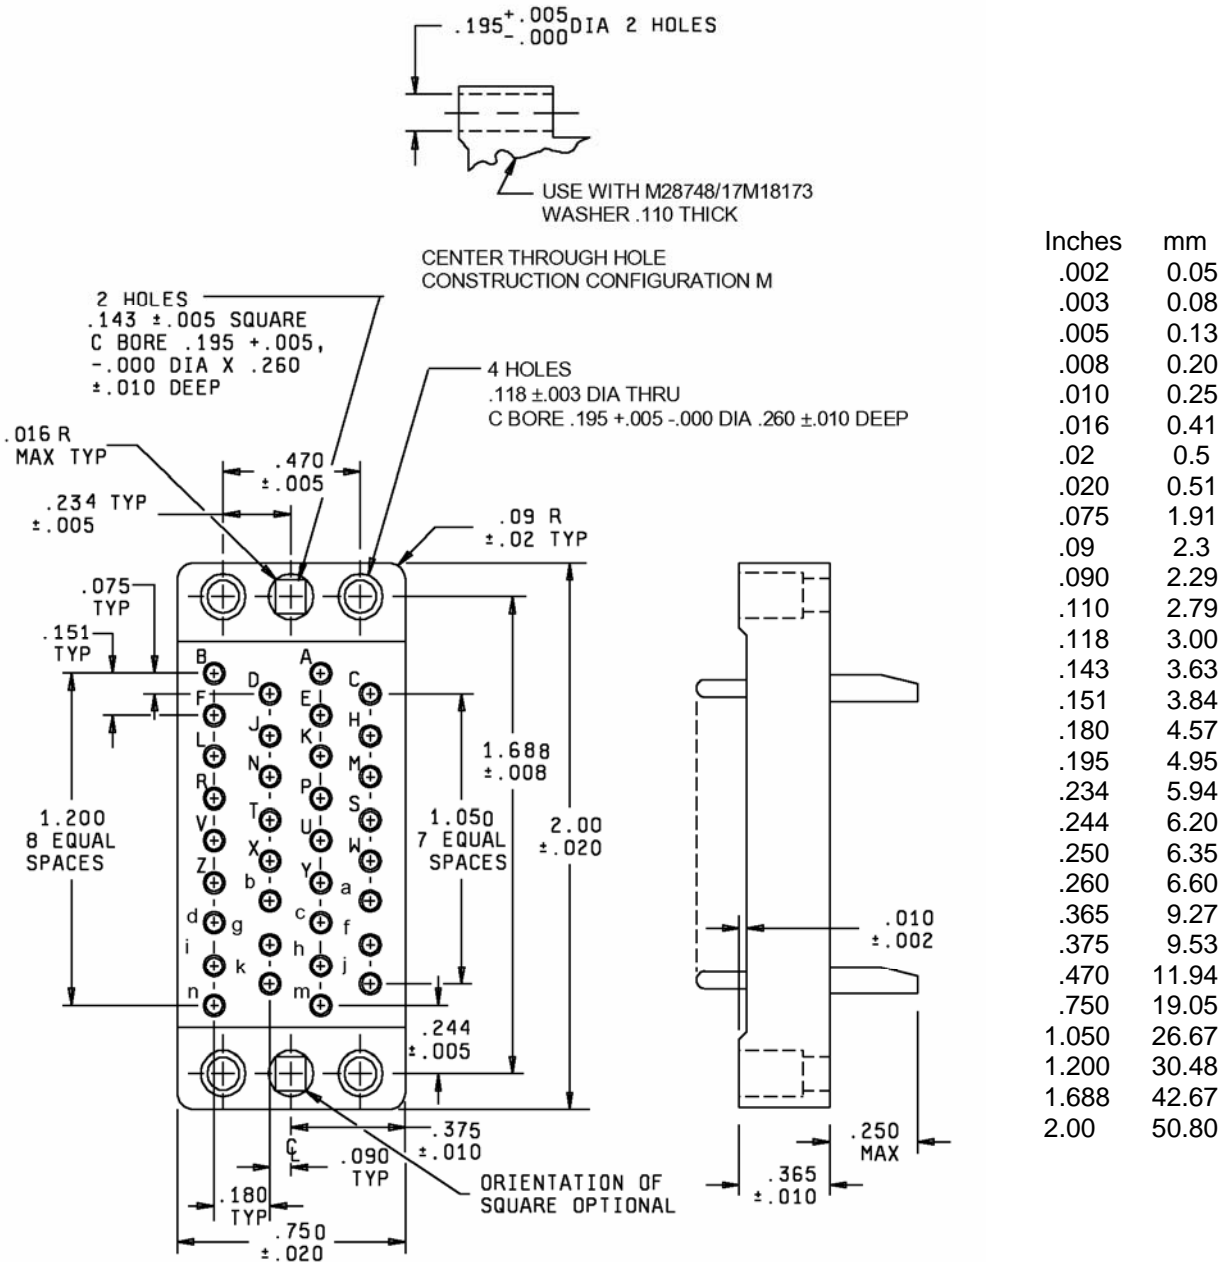 .195 +.005 -.000 DIA 2 HOLES
USE WITH M28748/17M18173
WASHER .110 THICK
CENTER THROUGH HOLE
CONSTRUCTION CONFIGURATION M
2 HOLES
.143 ±.005 SQUARE
C BORE .195 +.005,
-.000 DIA X .260
±.010 DEEP
4 HOLES
.118 ±.003 DIA THRU
C BORE .195 +.005 -.000 DIA .260 ±.010 DEEP
.016 R
MAX TYP
.470
±.005
.234 TYP
±.005
.09 R
±.02 TYP
.075
TYP
.151
TYP
B
A
D
C
F
E
J
H
L
K
N
M
R
P
T
S
V
U
X
W
Z
Y
b
a
d
c
g
f
i
h
k
j
n
m
1.200
8 EQUAL
SPACES
1.050
7 EQUAL
SPACES
1.688
±.008
2.00
±.020
.244
±.005
.375
±.010
CL
.090
TYP
.180
TYP
.750
±.020
ORIENTATION OF
SQUARE OPTIONAL
.010
±.002
.250
MAX
.365
±.010
Inches mm
.002 0.05
.003 0.08
.005 0.13
.008 0.20
.010 0.25
.016 0.41
.02 0.5
.020 0.51
.075 1.91
.09 2.3
.090 2.29
.110 2.79
.118 3.00
.143 3.63
.151 3.84
.180 4.57
.195 4.95
.234 5.94
.244 6.20
.250 6.35
.260 6.60
.365 9.27
.375 9.53
.470 11.94
.750 19.05
1.050 26.67
1.200 30.48
1.688 42.67
2.00 50.80